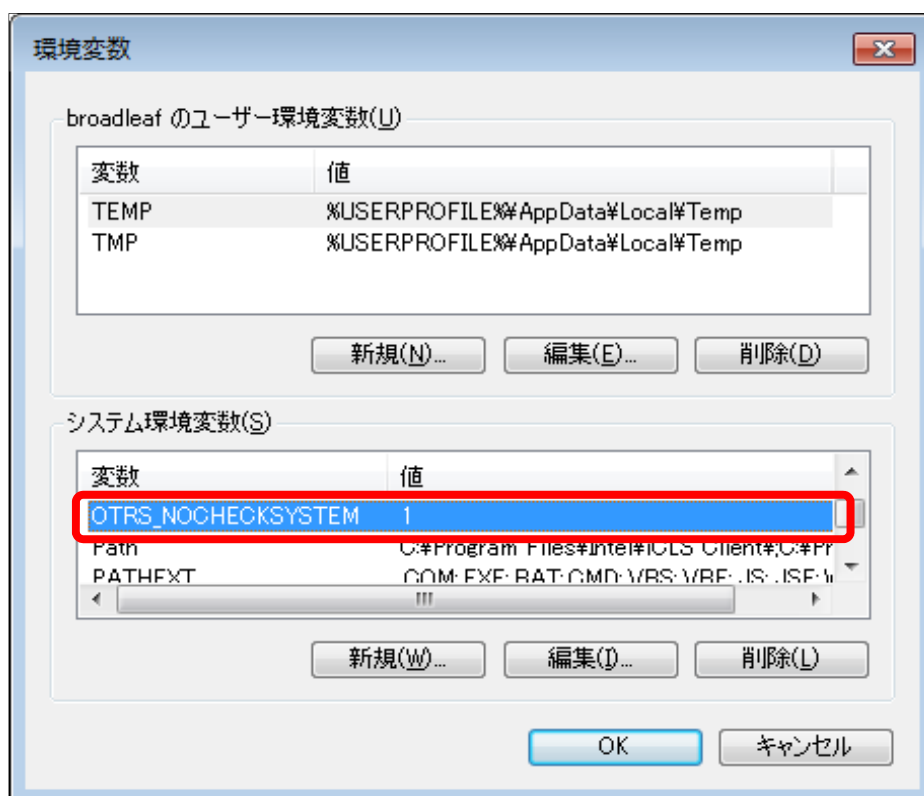 環境変数
broadleaf のユーザー環境変数(U)
変数 値
TEMP %USERPROFILE%¥AppData¥Local¥Temp
TMP %USERPROFILE%¥AppData¥Local¥Temp
新規(N)... 編集(E)... 削除(D)
システム環境変数(S)
変数 値
OTRS_NOCHECKSYSTEM 1
Path C:¥Program Files¥Intel¥iCLS Client¥;C:¥Pr
PATHEXT .COM;.EXE;.BAT;.CMD;.VBS;.VBE;.JS;.JSE;.
新規(W)... 編集(I)... 削除(L)
OK キャンセル